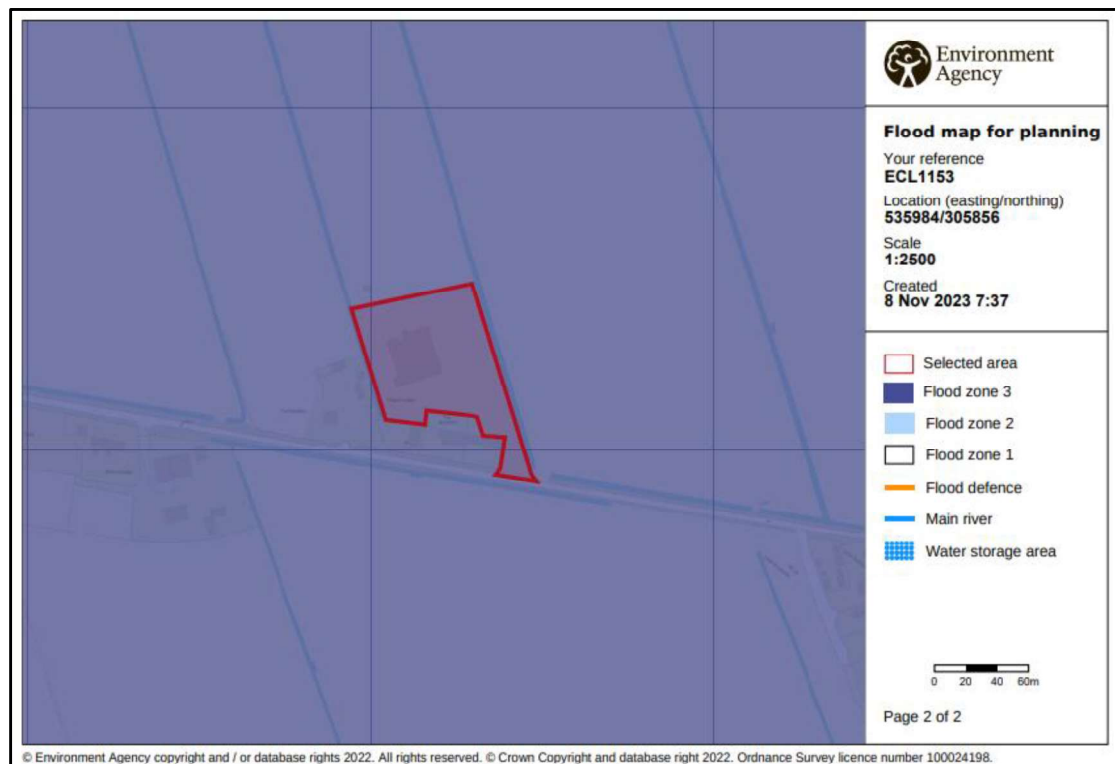 Environment
Agency
Flood map for planning
Your reference
ECL1153
Location (easting/northing)
535984/305856
Scale
1:2500
Created
8 Nov 2023 7:37
Selected area
Flood zone 3
Flood zone 2
Flood zone 1
Flood defence
Main river
Water storage area
0 20 40 60m
Page 2 of 2
© Environment Agency copyright and / or database rights 2022. All rights reserved. © Crown Copyright and database right 2022. Ordnance Survey licence number 100024198.